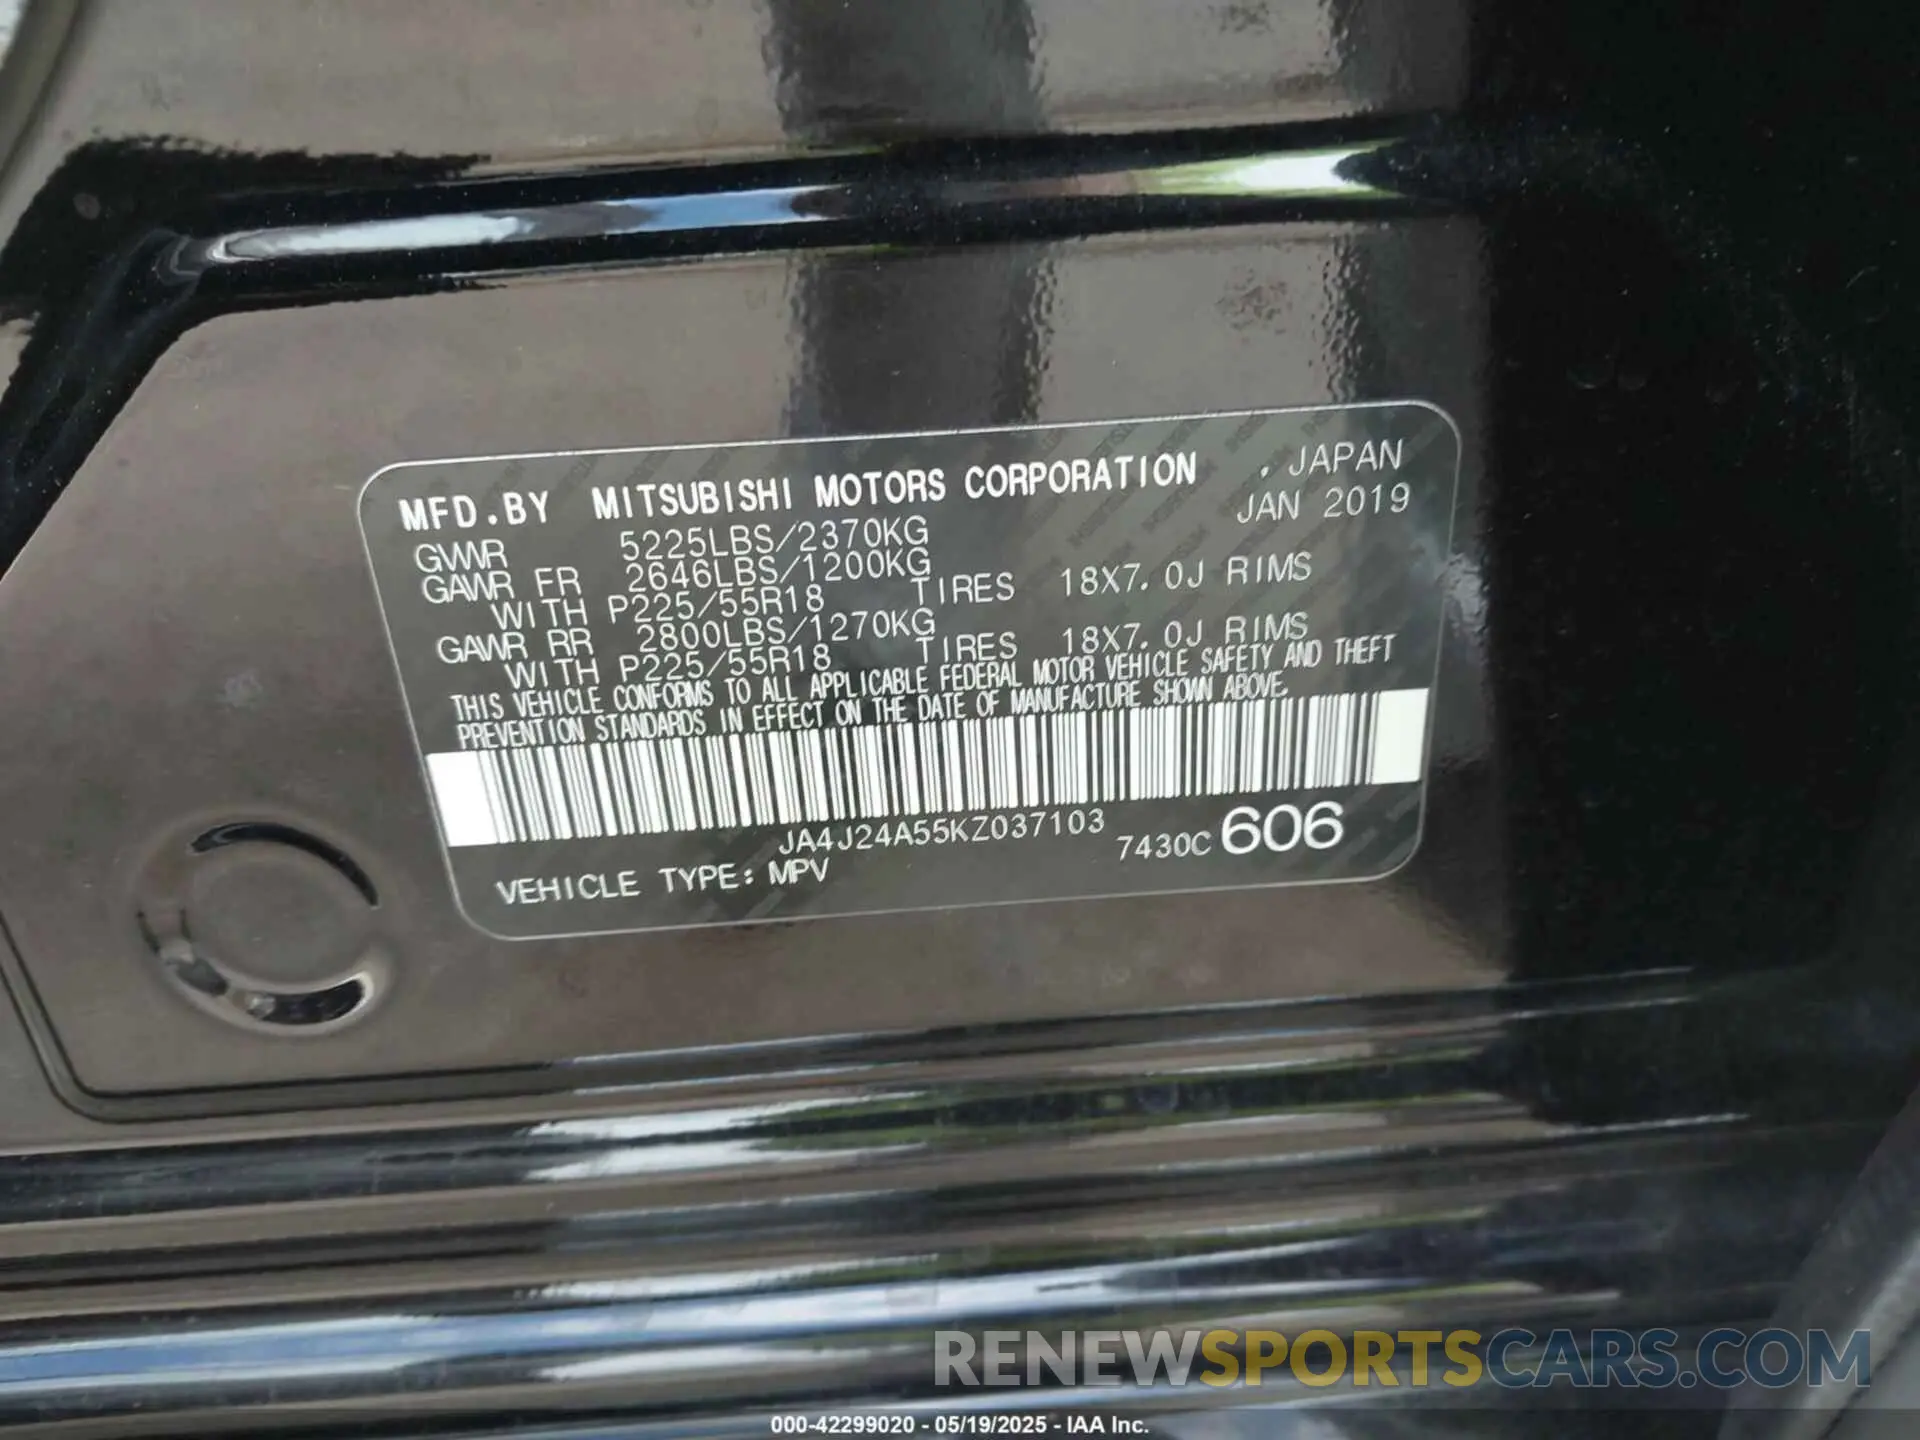 MFD.BY MITSUBISHI MOTORS CORPORATION , JAPAN
JAN 2019
GVWR 5225LBS/2370KG
GAWR FR 2646LBS/1200KG
WITH P225/55R18 TIRES 18X7.0J RIMS
GAWR RR 2800LBS/1270KG
WITH P225/55R18 TIRES 18X7.0J RIMS
THIS VEHICLE CONFORMS TO ALL APPLICABLE FEDERAL MOTOR VEHICLE SAFETY AND THEFT
PREVENTION STANDARDS IN EFFECT ON THE DATE OF MANUFACTURE SHOWN ABOVE.
JA4J24A55KZ037103
7430C 606
VEHICLE TYPE: MPV
RENEWSPORTSCARS.COM
000-42299020 - 05/19/2025 - IAA Inc.